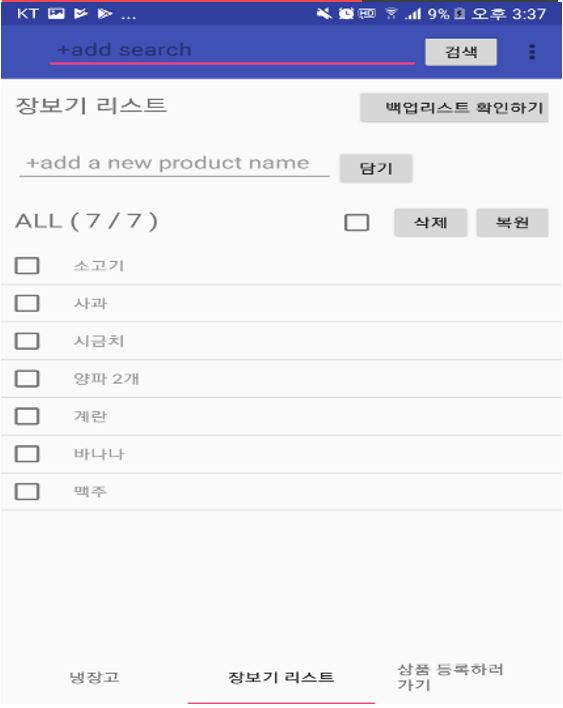 KT ... HD 9% 오후 3:37
+add search 검색
장보기 리스트 백업리스트 확인하기
+add a new product name 담기
ALL ( 7 / 7 ) 삭제 복원
소고기
사과
시금치
양파 2개
계란
바나나
맥주
냉장고 장보기 리스트 상품 등록하러
가기